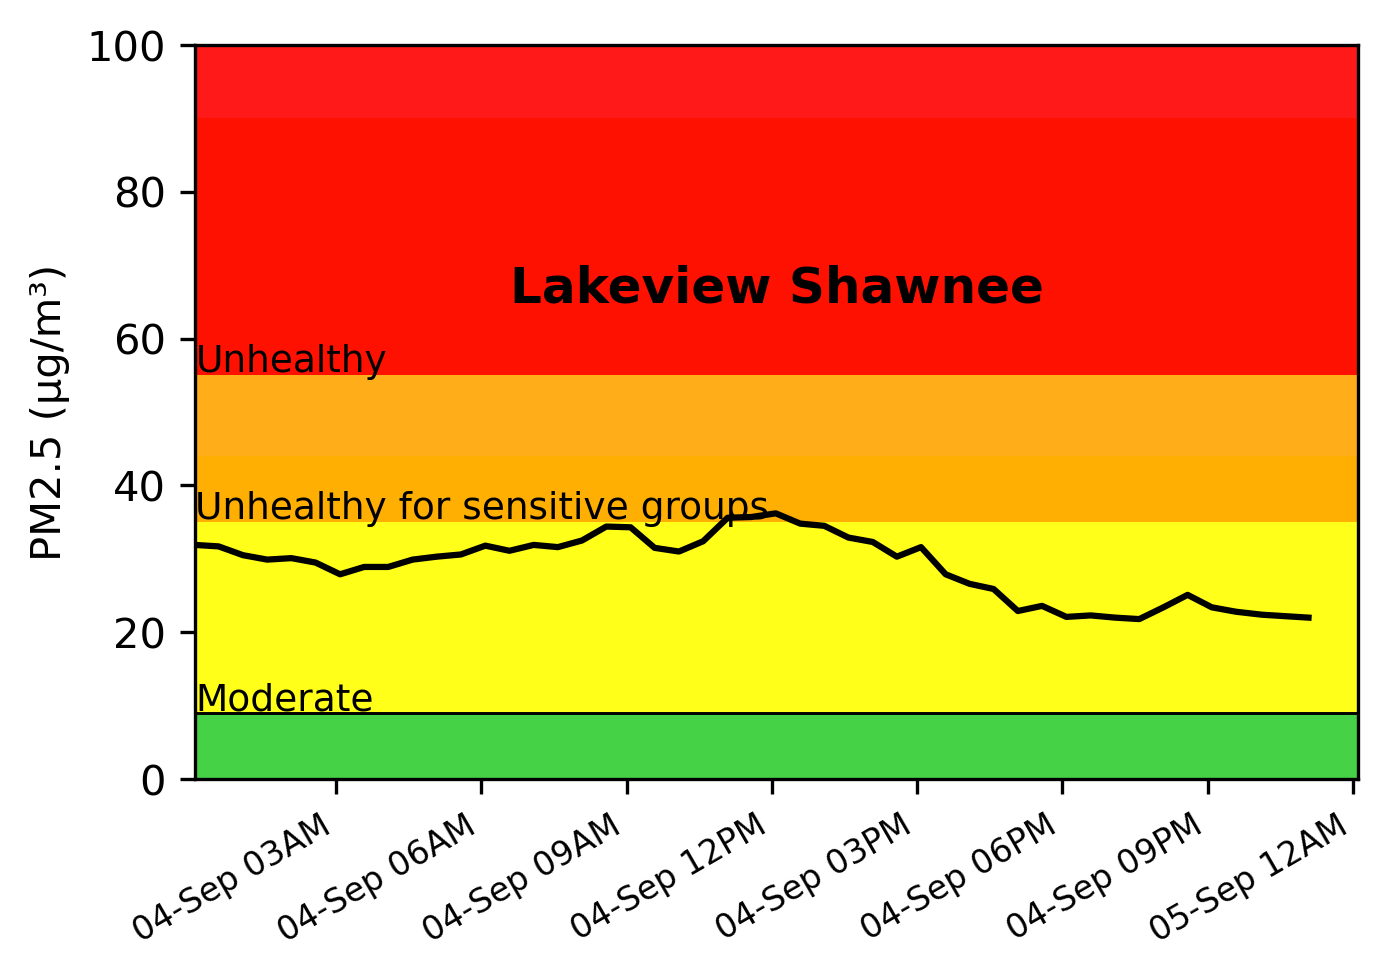 100
80
60
40
20
0
PM2.5 (μg/m³)
Lakeview Shawnee
Unhealthy
Unhealthy for sensitive groups
Moderate
04-Sep 03AM
04-Sep 06AM
04-Sep 09AM
04-Sep 12PM
04-Sep 03PM
04-Sep 06PM
04-Sep 09PM
05-Sep 12AM